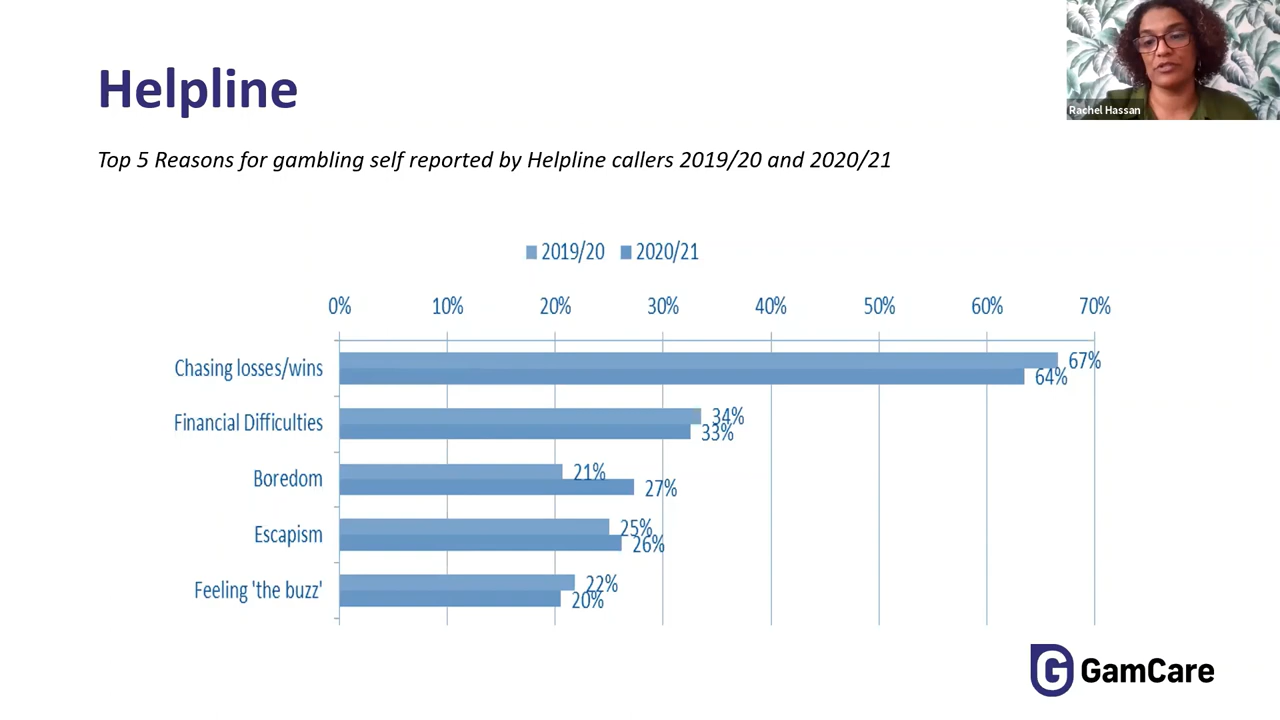 Helpline
Rachel Hassan
Top 5 Reasons for gambling self reported by Helpline callers 2019/20 and 2020/21
2019/20 2020/21
0% 10% 20% 30% 40% 50% 60% 70%
Chasing losses/wins 67%
64%
Financial Difficulties 34%
33%
Boredom 21%
27%
Escapism 25%
26%
Feeling 'the buzz' 22%
20%
GamCare